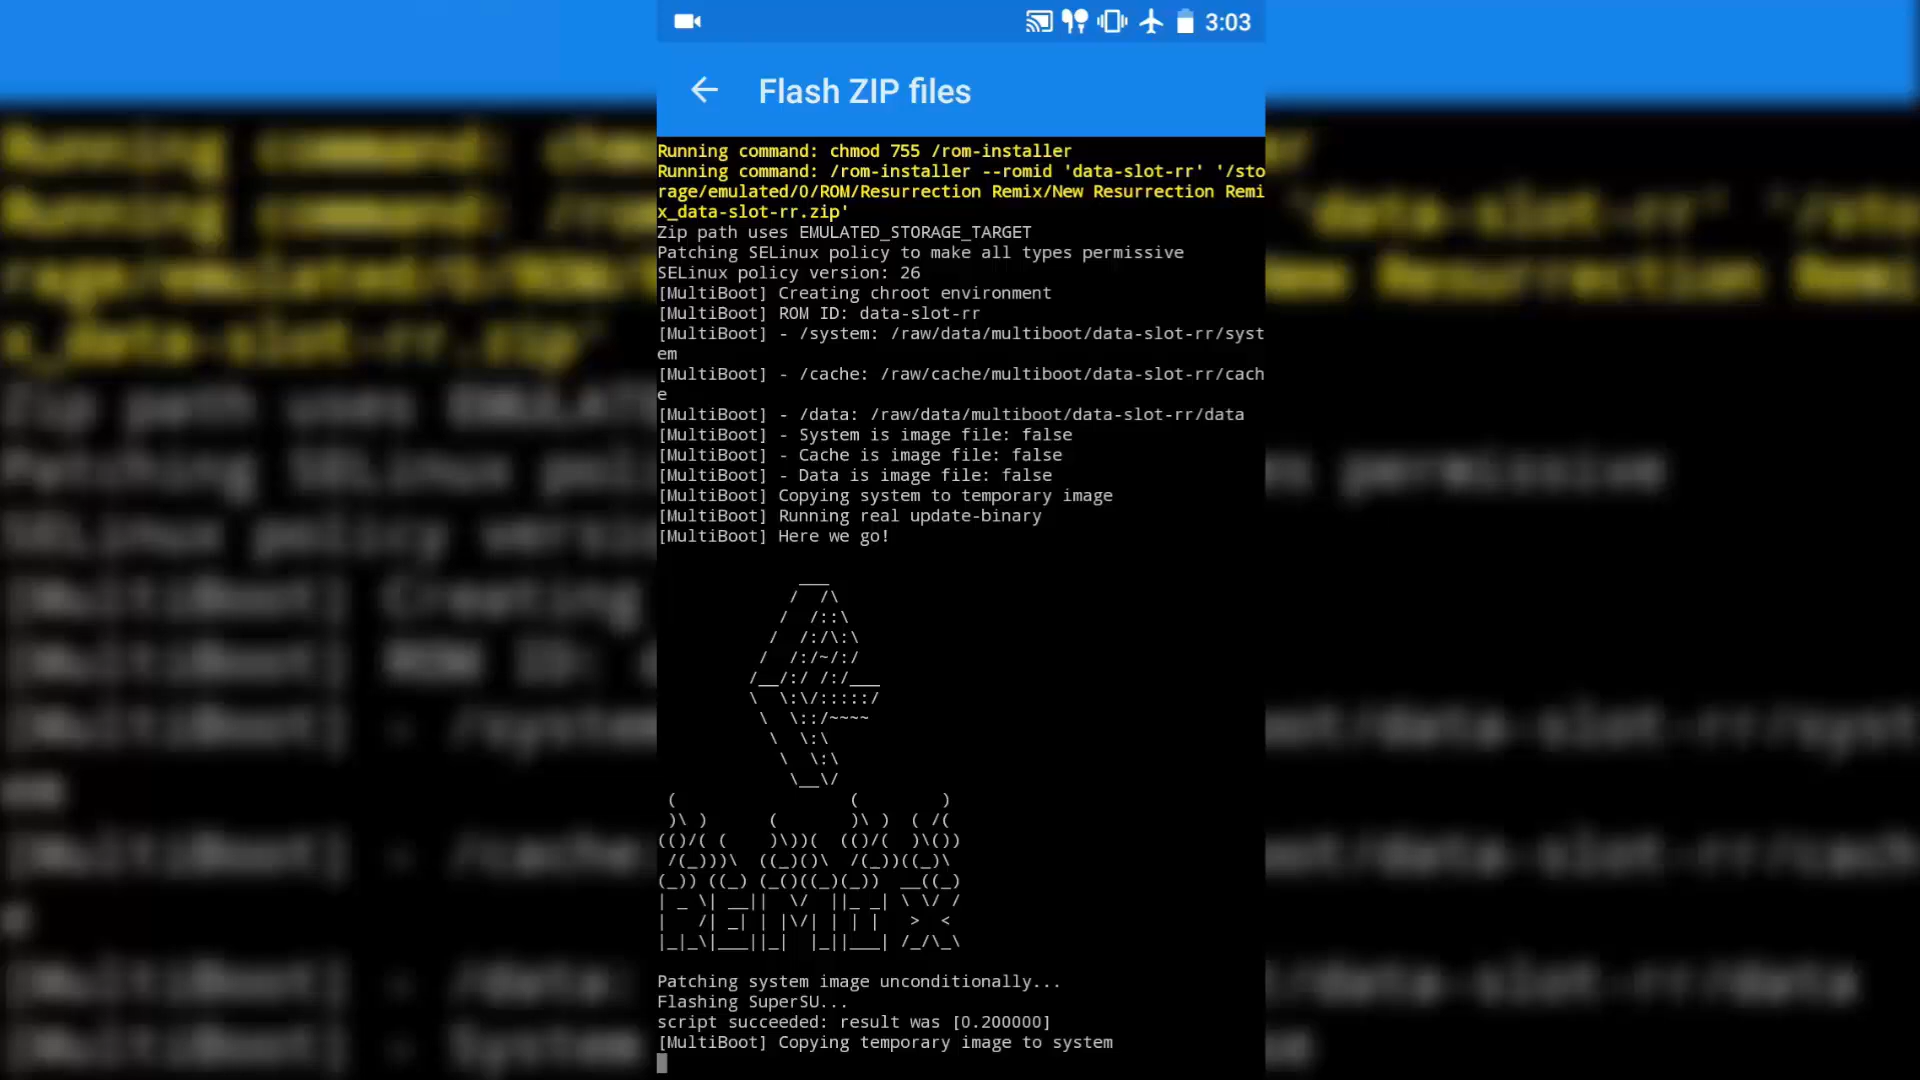 3:03
Flash ZIP files
Running command: chmod 755 /rom-installer
Running command: /rom-installer --romid 'data-slot-rr' '/sto
rage/emulated/0/ROM/Resurrection Remix/New Resurrection Remi
x_data-slot-rr.zip'
Zip path uses EMULATED_STORAGE_TARGET
Patching SELinux policy to make all types permissive
SELinux policy version: 26
[MultiBoot] Creating chroot environment
[MultiBoot] ROM ID: data-slot-rr
[MultiBoot] - /system: /raw/data/multiboot/data-slot-rr/syst
em
[MultiBoot] - /cache: /raw/cache/multiboot/data-slot-rr/cach
e
[MultiBoot] - /data: /raw/data/multiboot/data-slot-rr/data
[MultiBoot] - System is image file: false
[MultiBoot] - Cache is image file: false
[MultiBoot] - Data is image file: false
[MultiBoot] Copying system to temporary image
[MultiBoot] Running real update-binary
[MultiBoot] Here we go!
REMIX
Patching system image unconditionally...
Flashing SuperSU...
script succeeded: result was [0.200000]
[MultiBoot] Copying temporary image to system